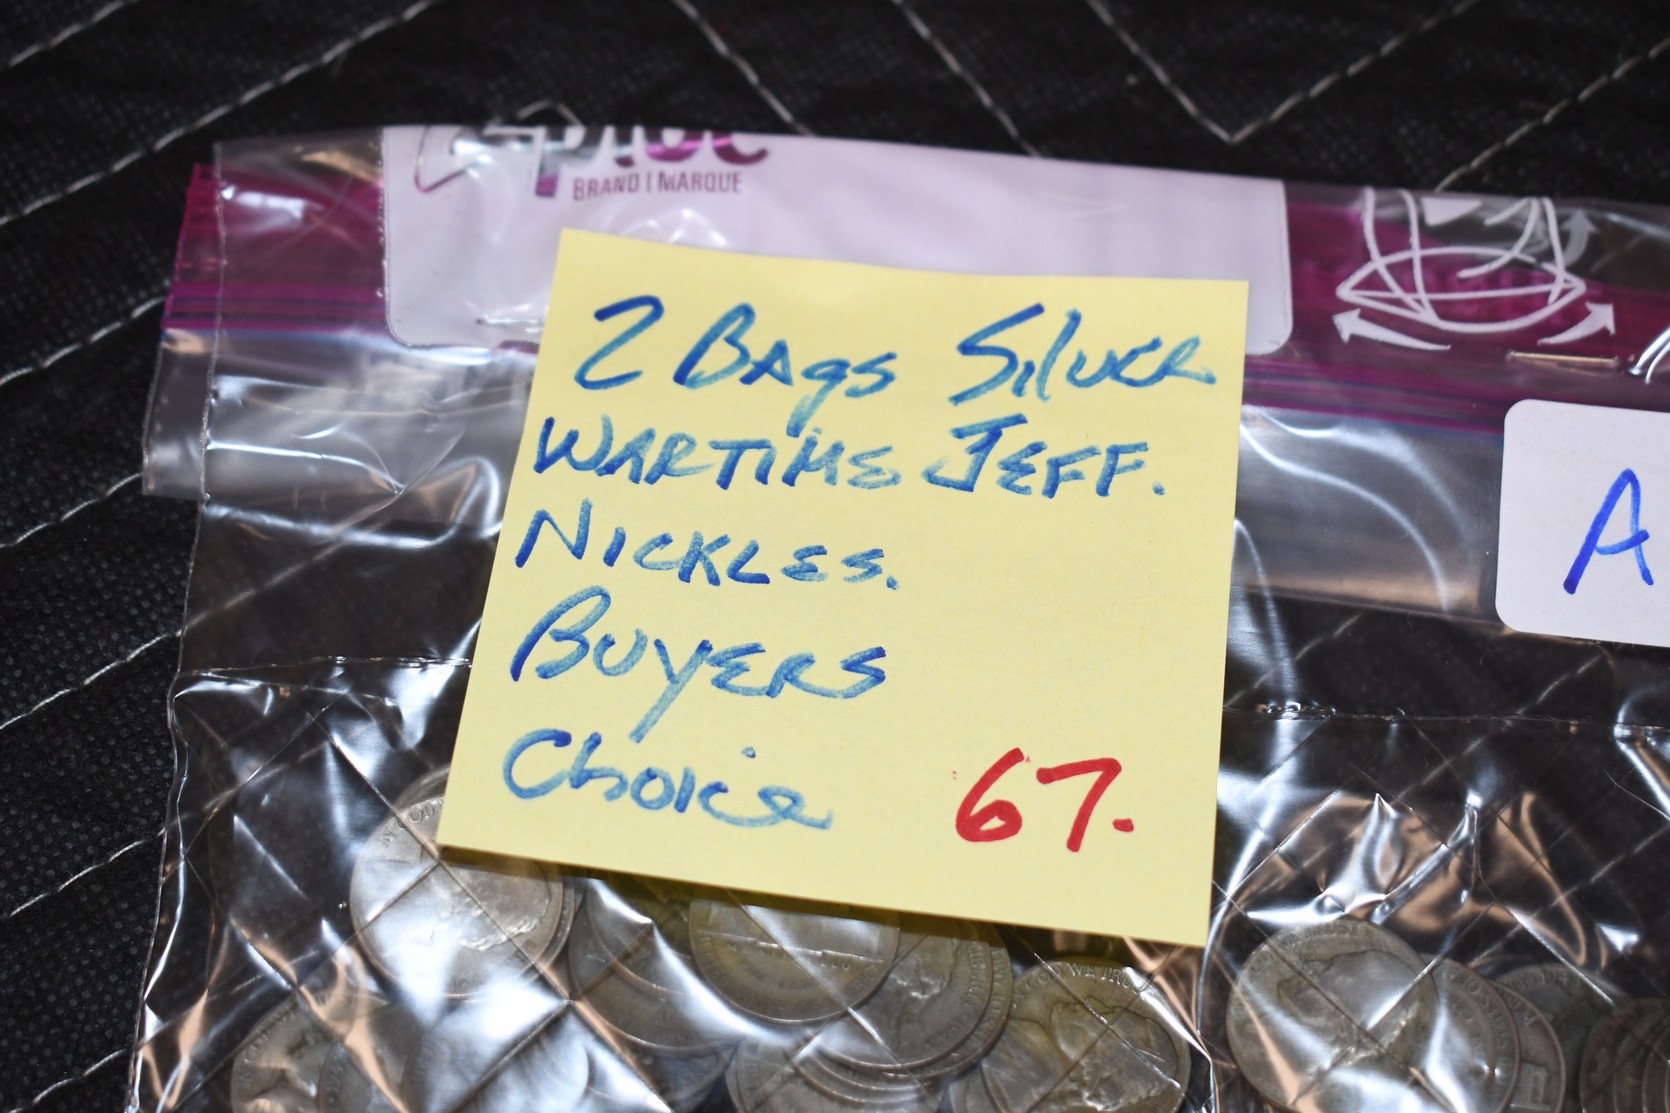 BRAND | MARQUE
2 BAgS Silver
WARTIME JEFF.
NICKLES.
BUYERS
Choice
67.
A